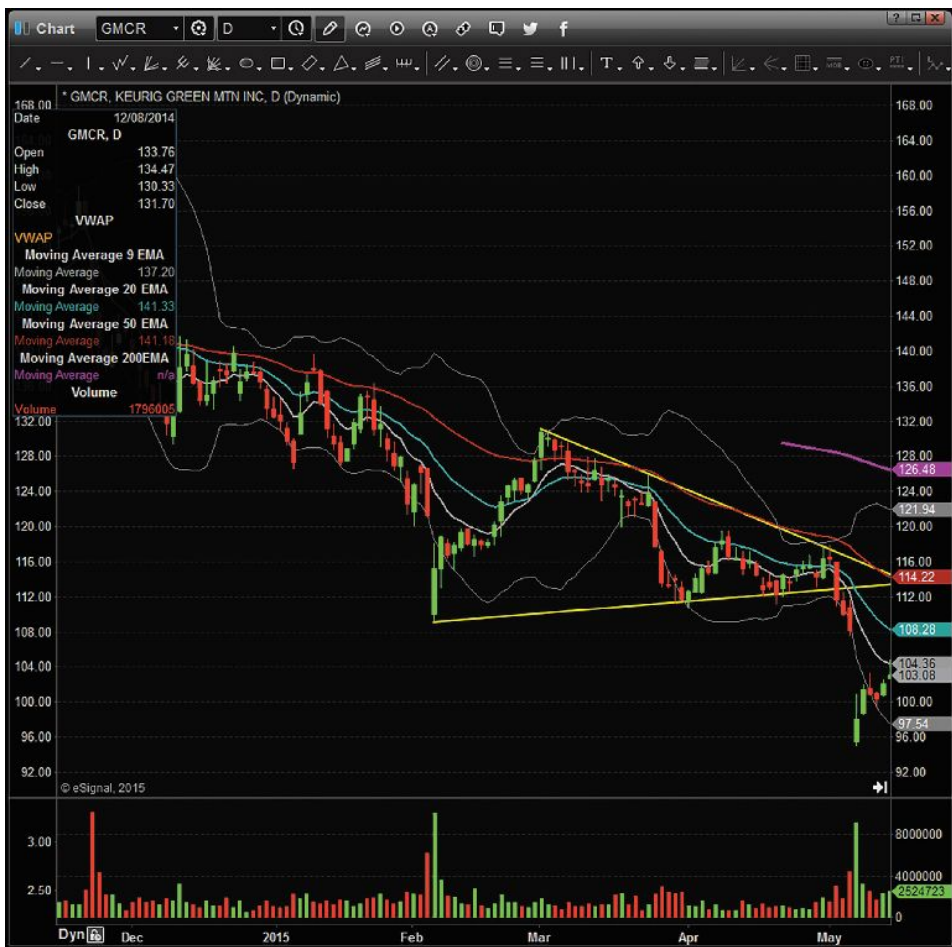 Chart GMCR D
* GMCR, KEURIG GREEN MTN INC, D (Dynamic)
Date 12/08/2014
GMCR, D
Open 133.76
High 134.47
Low 130.33
Close 131.70
VWAP
VWAP
Moving Average 9 EMA
Moving Average 137.20
Moving Average 20 EMA
Moving Average 141.33
Moving Average 50 EMA
Moving Average 141.18
Moving Average 200EMA
Moving Average n/a
Volume
Volume 1796005
168.00 168.00
164.00
160.00
156.00
152.00
148.00
144.00
140.00
136.00
132.00 132.00
128.00 128.00
126.48
124.00 124.00
121.94
120.00 120.00
116.00 116.00
114.22
112.00 112.00
108.00 108.28
104.00 104.36
103.08
100.00 100.00
97.54
96.00 96.00
92.00 92.00
© eSignal, 2015
3.00 8000000
2.50 4000000
2524723
0
Dyn Dec 2015 Feb Mar Apr May